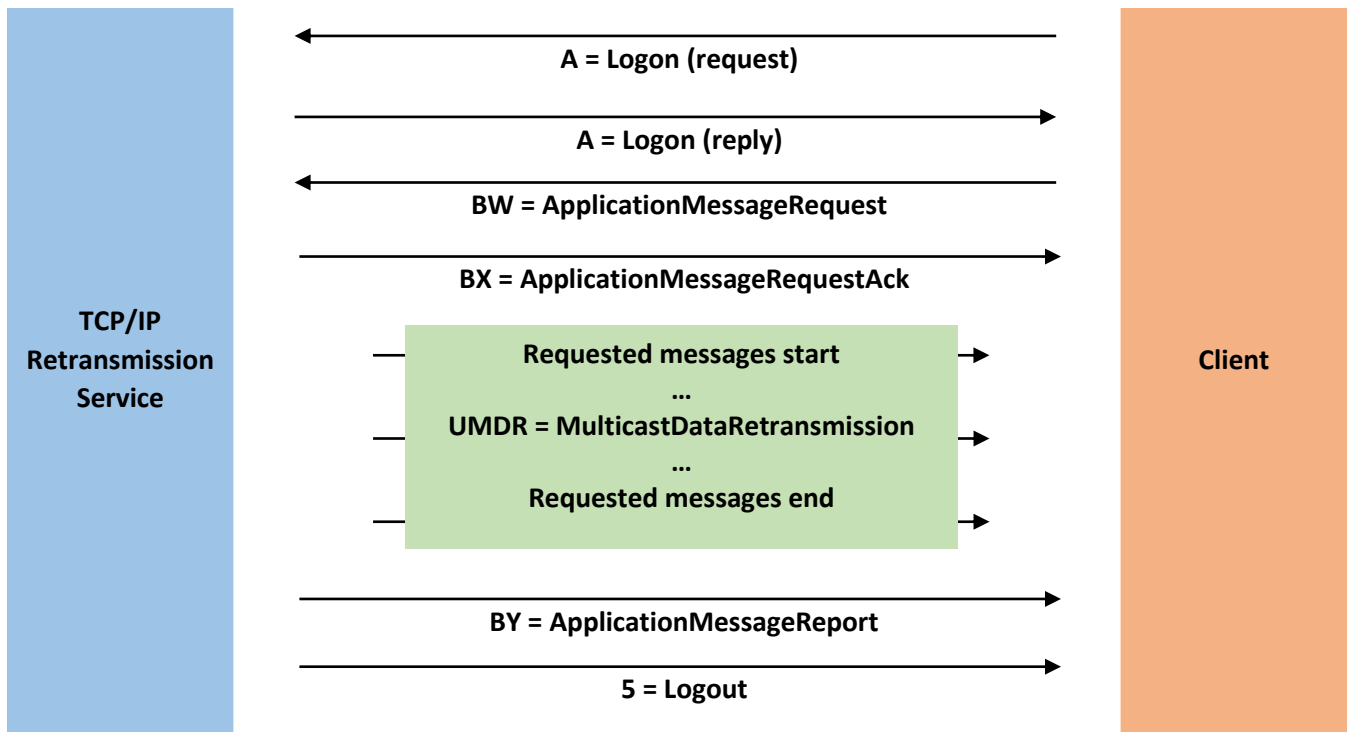 A = Logon (request)
A = Logon (reply)
BW = ApplicationMessageRequest
BX = ApplicationMessageRequestAck
TCP/IP
Retransmission
Service
Requested messages start
...
UMDR = MulticastDataRetransmission
...
Requested messages end
Client
BY = ApplicationMessageReport
5 = Logout